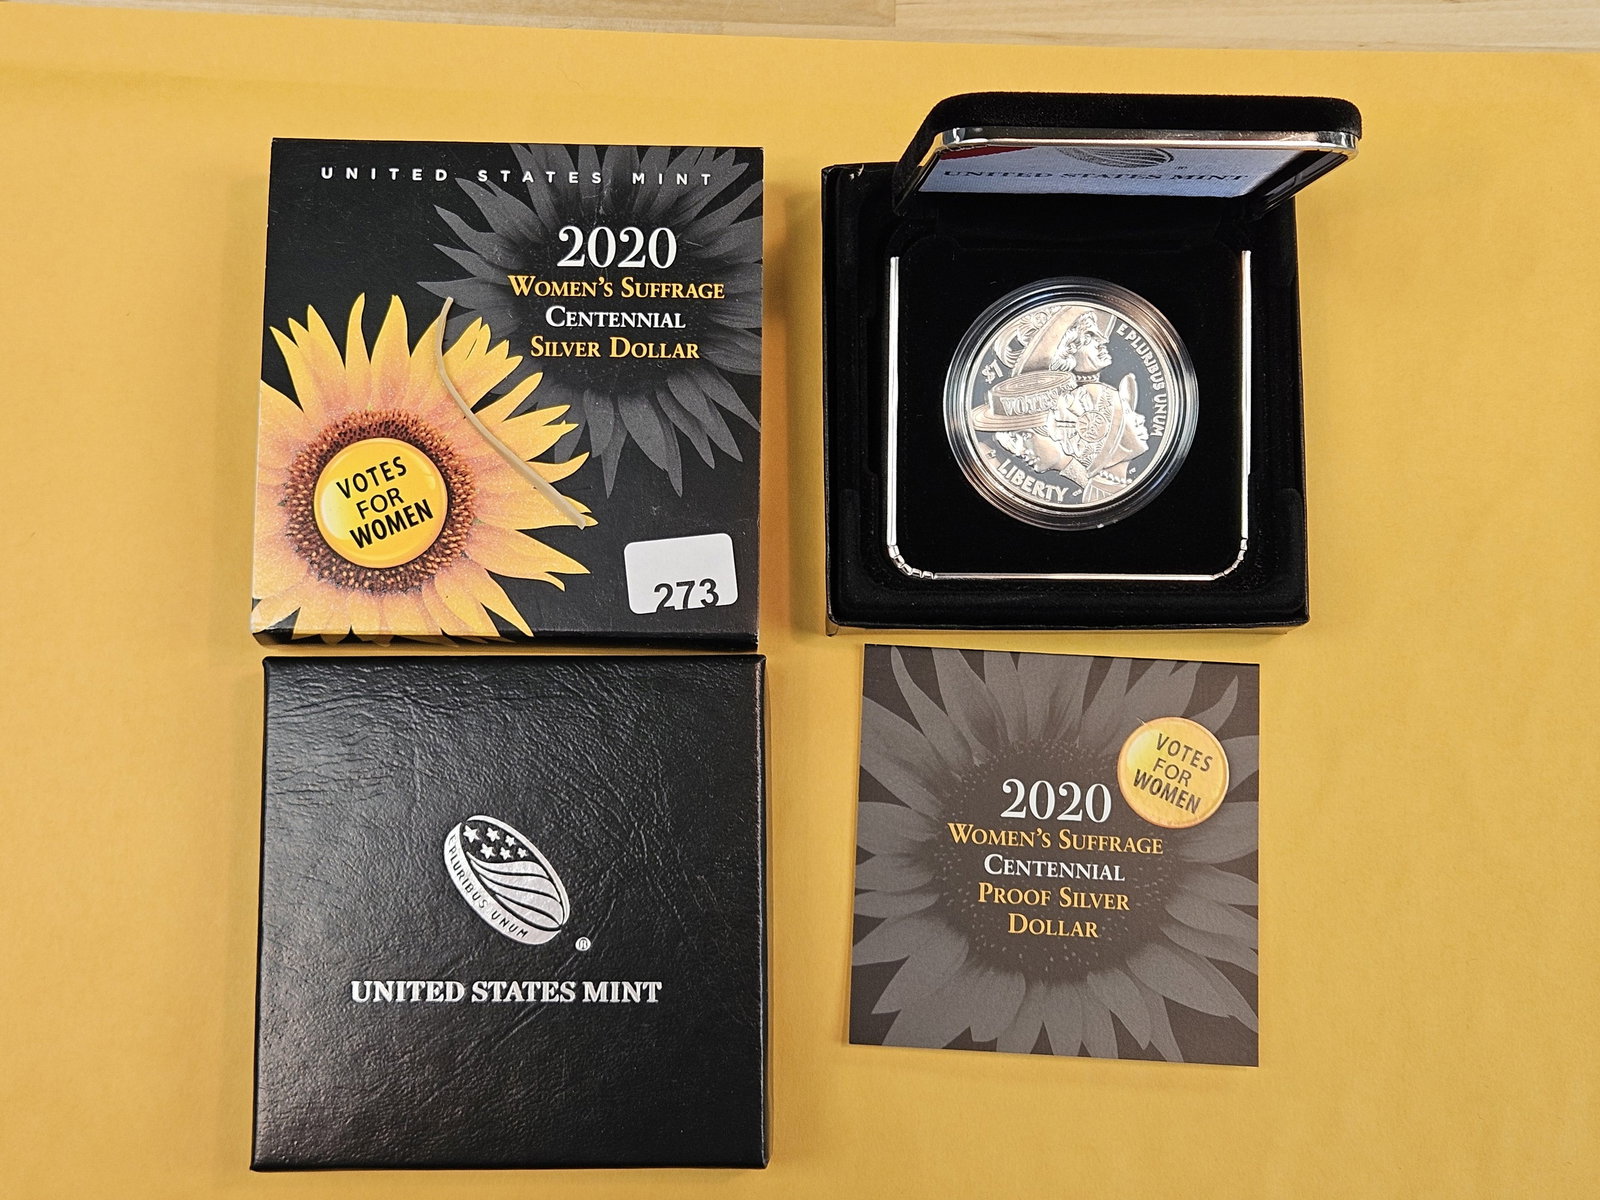 UNITED STATES MINT
2020
WOMEN'S SUFFRAGE
CENTENNIAL
SILVER DOLLAR
VOTES
FOR
WOMEN
273
UNITED STATES MINT
$1
E PLURIBUS UNUM
VOTES
LIBERTY
PLURIBUS UNUM
®
UNITED STATES MINT
VOTES
FOR
WOMEN
2020
WOMEN'S SUFFRAGE
CENTENNIAL
PROOF SILVER
DOLLAR